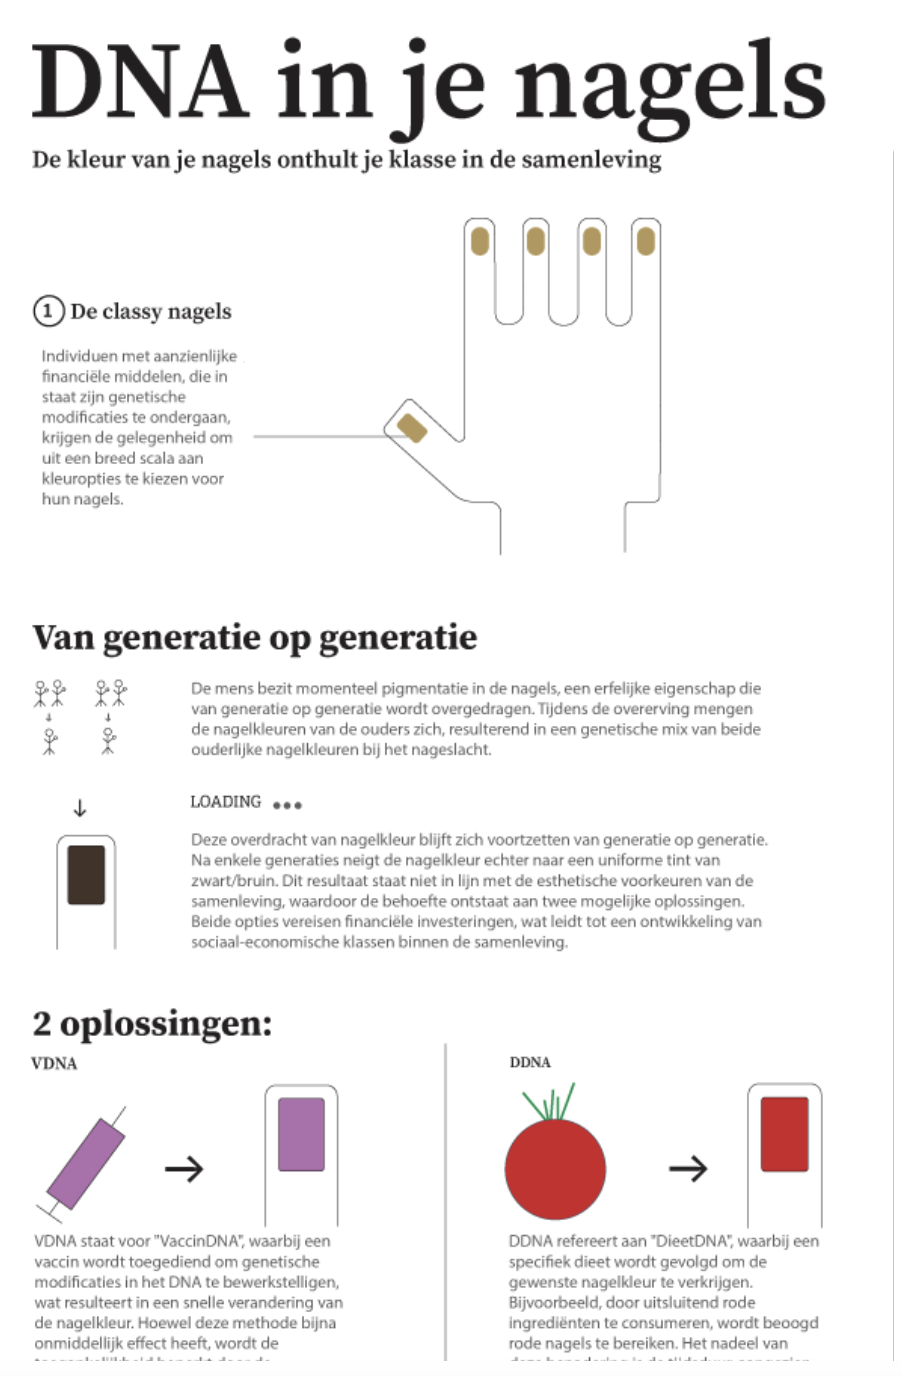 DNA in je nagels
De kleur van je nagels onthult je klasse in de samenleving
1 De classy nagels
Individuen met aanzienlijke
financiële middelen, die in
staat zijn genetische
modificaties te ondergaan,
krijgen de gelegenheid om
uit een breed scala aan
kleuropties te kiezen voor
hun nagels.
Van generatie op generatie
De mens bezit momenteel pigmentatie in de nagels, een erfelijke eigenschap die
van generatie op generatie wordt overgedragen. Tijdens de overerving mengen
de nagelkleuren van de ouders zich, resulterend in een genetische mix van beide
ouderlijke nagelkleuren bij het nageslacht.
LOADING ...
Deze overdracht van nagelkleur blijft zich voortzetten van generatie op generatie.
Na enkele generaties neigt de nagelkleur echter naar een uniforme tint van
zwart/bruin. Dit resultaat staat niet in lijn met de esthetische voorkeuren van de
samenleving, waardoor de behoefte ontstaat aan twee mogelijke oplossingen.
Beide opties vereisen financiële investeringen, wat leidt tot een ontwikkeling van
sociaal-economische klassen binnen de samenleving.
2 oplossingen:
VDNA
VDNA staat voor "VaccinDNA", waarbij een
vaccin wordt toegediend om genetische
modificaties in het DNA te bewerkstelligen,
wat resulteert in een snelle verandering van
de nagelkleur. Hoewel deze methode bijna
onmiddellijk effect heeft, wordt de
DDNA
DDNA refereert aan "DieetDNA", waarbij een
specifiek dieet wordt gevolgd om de
gewenste nagelkleur te verkrijgen.
Bijvoorbeeld, door uitsluitend rode
ingrediënten te consumeren, wordt beoogd
rode nagels te bereiken. Het nadeel van